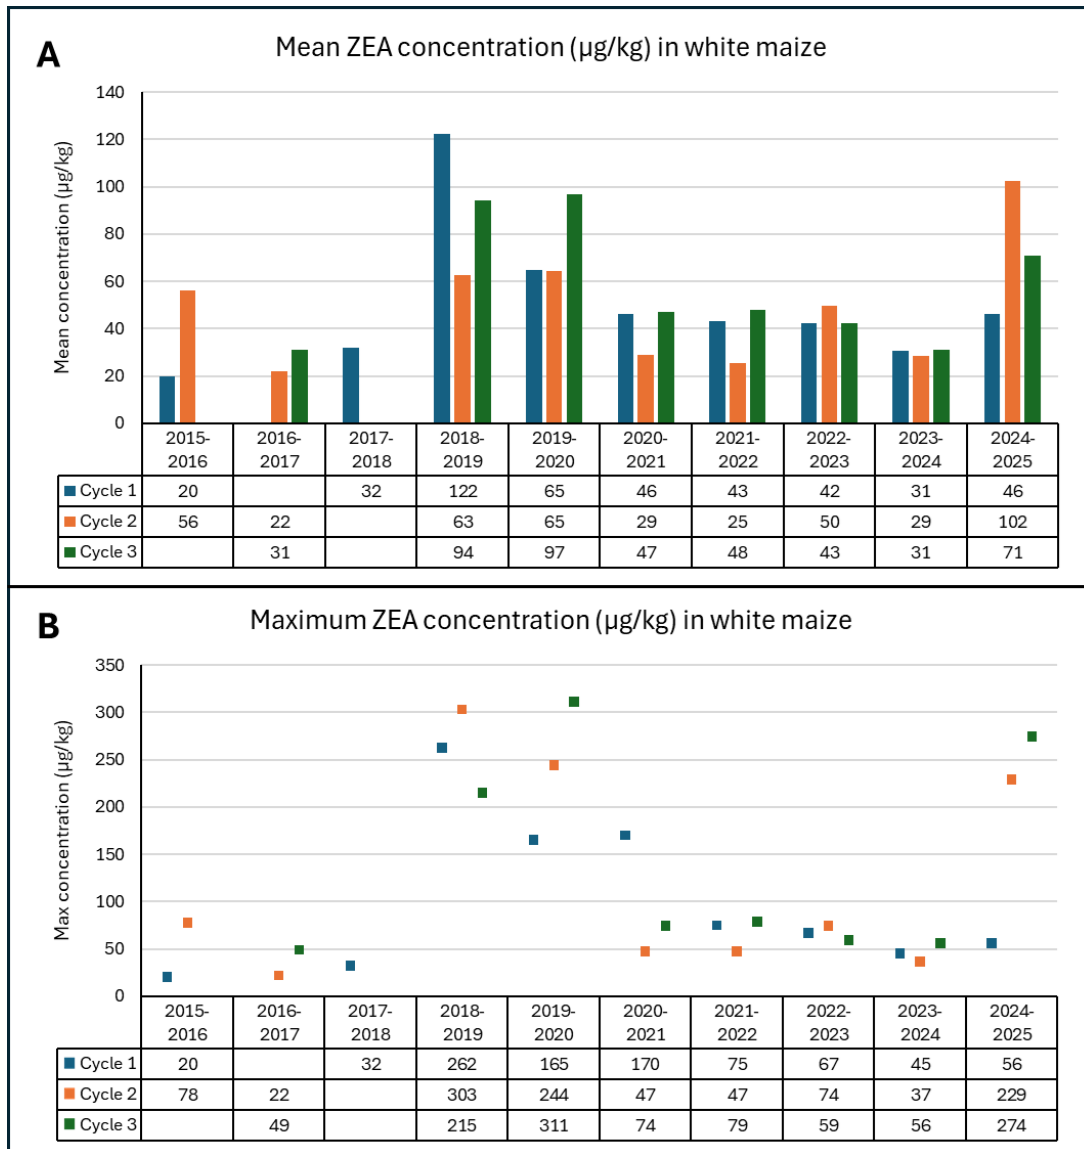 A
Mean ZEA concentration (µg/kg) in white maize
Mean concentration (µg/kg)
140
120
100
80
60
40
20
0
2015-2016 2016-2017 2017-2018 2018-2019 2019-2020 2020-2021 2021-2022 2022-2023 2023-2024 2024-2025
Cycle 1 20 32 122 65 46 43 42 31 46
Cycle 2 56 22 63 65 29 25 50 29 102
Cycle 3 31 94 97 47 48 43 31 71
B
Maximum ZEA concentration (µg/kg) in white maize
Max concentration (µg/kg)
350
300
250
200
150
100
50
0
2015-2016 2016-2017 2017-2018 2018-2019 2019-2020 2020-2021 2021-2022 2022-2023 2023-2024 2024-2025
Cycle 1 20 32 262 165 170 75 67 45 56
Cycle 2 78 22 303 244 47 47 74 37 229
Cycle 3 49 215 311 74 79 59 56 274